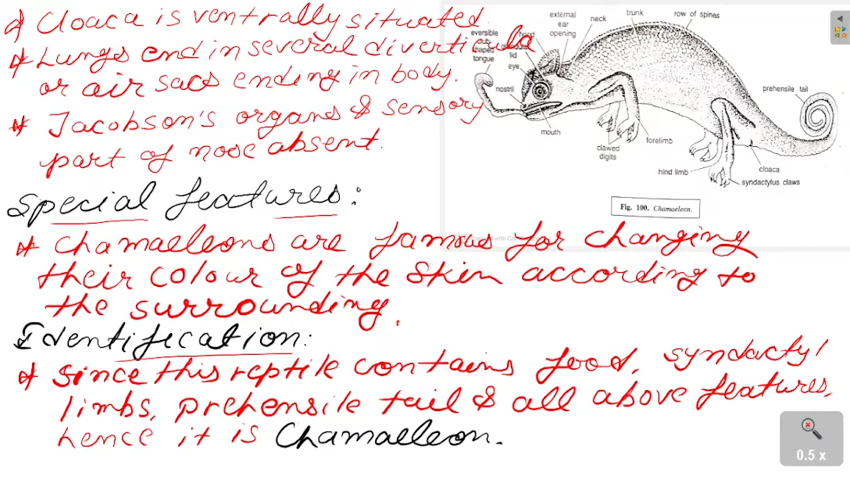 Cloaca is ventrally situated.
* Lungs end in several diverticula
or air sacs ending in body.
* Jacobson's organs & sensory
part of nose absent.
Special features:
* Chamaeleons are famous for changing
their colour of the skin according to
the surrounding.
Identification:
* Since this reptile contains food, syndactyl
limbs, prehensile tail & all above features,
hence it is Chamaeleon.
external
ear
opening
neck
trunk
row of spines
eversible
tongue
hood
lid
eye
nostril
mouth
clawed
digits
forelimb
hind limb
prehensile tail
cloaca
syndactylus claws
Fig. 100. Chamaeleon.
0.5 x